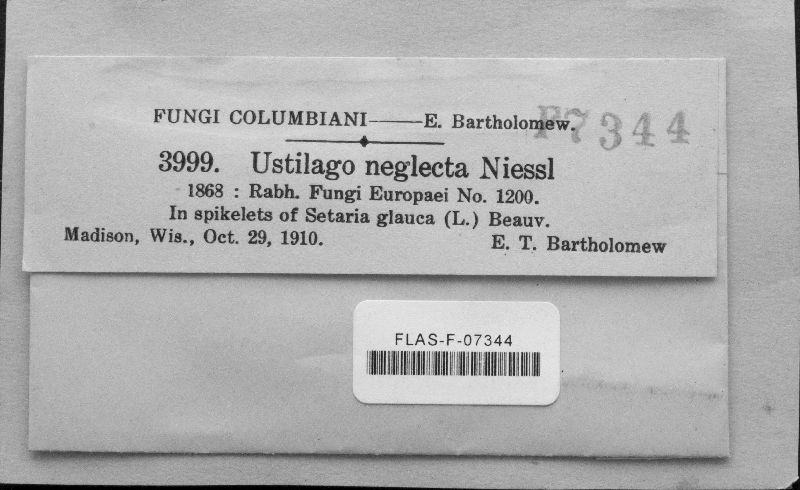 FUNGI COLUMBIANI——E. Bartholomew.
F7344
3999. Ustilago neglecta Niessl
1868 : Rabh. Fungi Europaei No. 1200.
In spikelets of Setaria glauca (L.) Beauv.
Madison, Wis., Oct. 29, 1910. E. T. Bartholomew
FLAS-F-07344